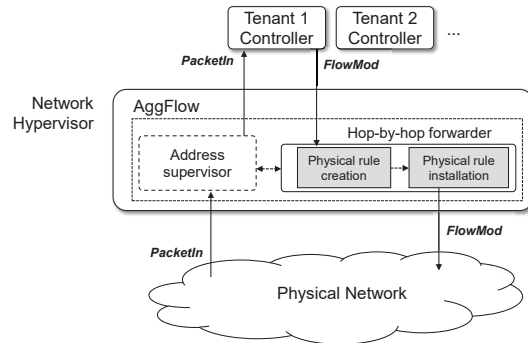 Tenant 1
Controller
Tenant 2
Controller
...
PacketIn
FlowMod
Network
Hypervisor
AggFlow
Hop-by-hop forwarder
Address
supervisor
Physical rule
creation
Physical rule
installation
PacketIn
FlowMod
Physical Network